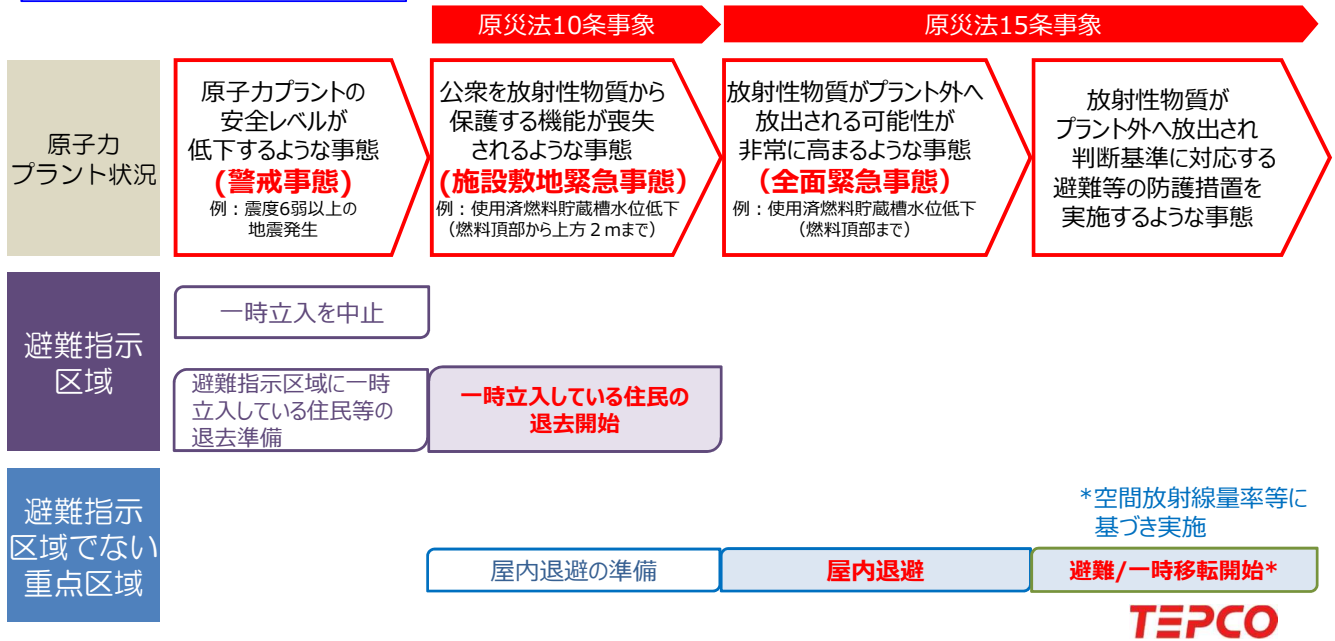 原災法10条事象
原災法15条事象
原子力
プラント状況
原子力プラントの
安全レベルが
低下するような事態
(警戒事態)
例：震度6弱以上の
地震発生
公衆を放射性物質から
保護する機能が喪失
されるような事態
(施設敷地緊急事態）
例：使用済燃料貯蔵槽水位低下
（燃料頂部から上方２ｍまで）
放射性物質がプラント外へ
放出される可能性が
非常に高まるような事態
（全面緊急事態）
例：使用済燃料貯蔵槽水位低下
（燃料頂部まで）
放射性物質が
プラント外へ放出され
判断基準に対応する
避難等の防護措置を
実施するような事態
避難指示
区域
一時立入を中止
避難指示区域に一時
立入している住民等の
退去準備
一時立入している住民の
退去開始
避難指示
区域でない
重点区域
*空間放射線量率等に
基づき実施
屋内退避の準備
屋内退避
避難/一時移転開始*
TEPCO